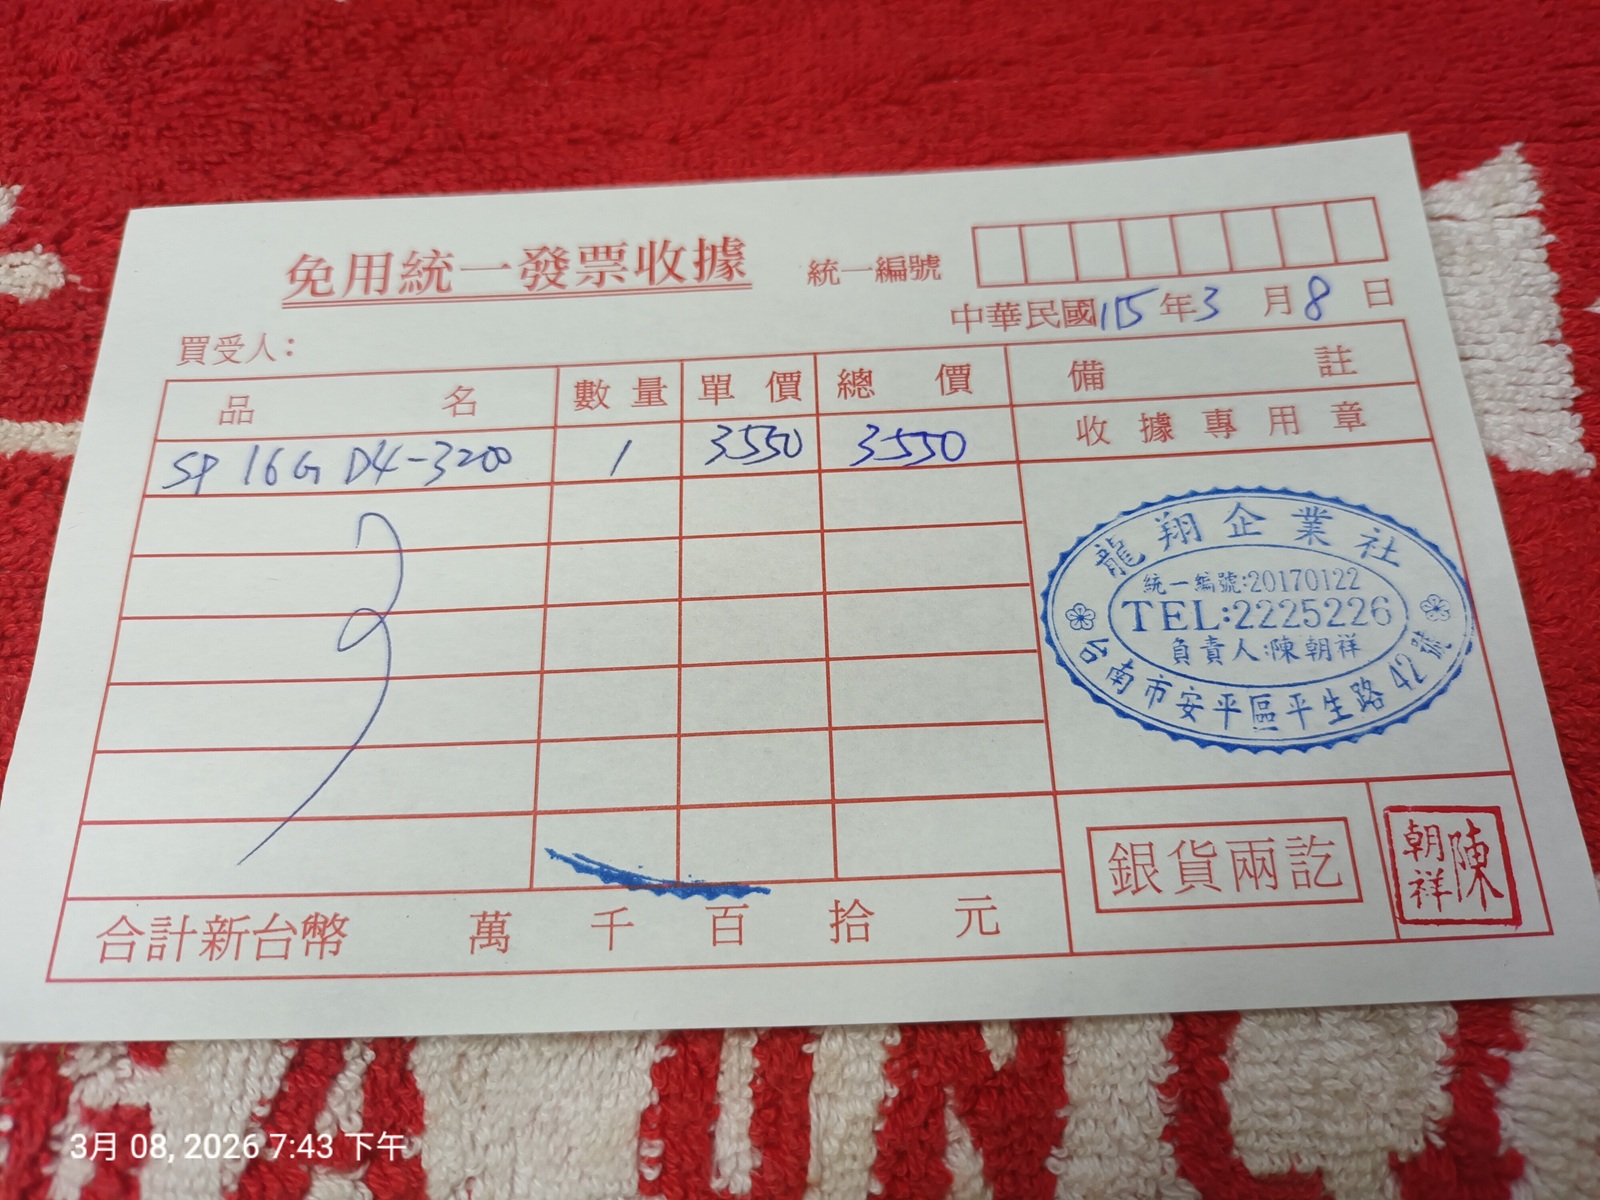 免用統一發票收據 統一編號
中華民國115年3月8日
買受人：
品名 數量 單價 總價 備註
收據專用章
SP 16G D4-3200 1 3550 3550
龍翔企業社
統一編號:20170122
TEL:2225226
負責人:陳朝祥
台南市安平區平生路42號
銀貨兩訖
陳朝祥
合計新台幣 萬 千 百 拾 元
3月 08, 2026 7:43 下午